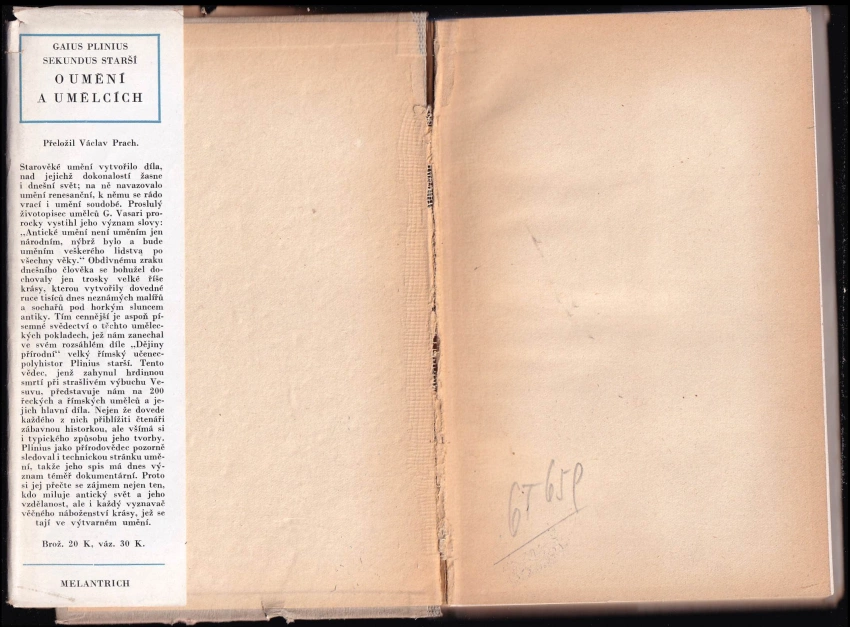 GAIUS PLINIUS
SEKUNDUS STARŠÍ
O UMĚNÍ
A UMĚLCÍCH
Přeložil Václav Prach.
Starověké umění vytvořilo díla,
nad jejichž dokonalostí žasne
i dnešní svět; na ně navazovalo
umění renesanční, k němu se rádo
vrací i umění soudobé. Proslulý
životopisec umělců G. Vasari pro-
rocky vystihl jeho význam slovy:
„Antické umění není uměním jen
národním, nýbrž bylo a bude
uměním veškerého lidstva po
všechny věky.“ Obdivnému zraku
dnešního člověka se bohužel do-
chovaly jen trosky velké říše
krásy, kterou vytvořily dovedné
ruce tisíců dnes neznámých malířů
a sochařů pod horkým sluncem
antiky. Tím cennější je aspoň pí-
semné svědectví o těchto umělec-
kých pokladech, jež nám zanechal
ve svém rozsáhlém díle „Dějiny
přírodní“ velký římský učenec-
polyhistor Plinius starší. Tento
vědec, jenž zahynul hrdinnou
smrtí při strašlivém výbuchu Ve-
suvu, představuje nám na 200
řeckých a římských umělců a je-
jich hlavní díla. Nejen že dovede
každého z nich přiblížiti čtenáři
zábavnou historkou, ale všímá si
i typického způsobu jeho tvorby.
Plinius jako přírodovědec pozorně
sledoval i technickou stránku umě-
ní, takže jeho spis má dnes vý-
znam téměř dokumentární. Proto
si jej přečte se zájmem nejen ten,
kdo miluje antický svět a jeho
vzdělanost, ale i každý vyznavač
věčného náboženství krásy, jež se
tají ve výtvarném umění.
Brož. 20 K, váz. 30 K.
MELANTRICH